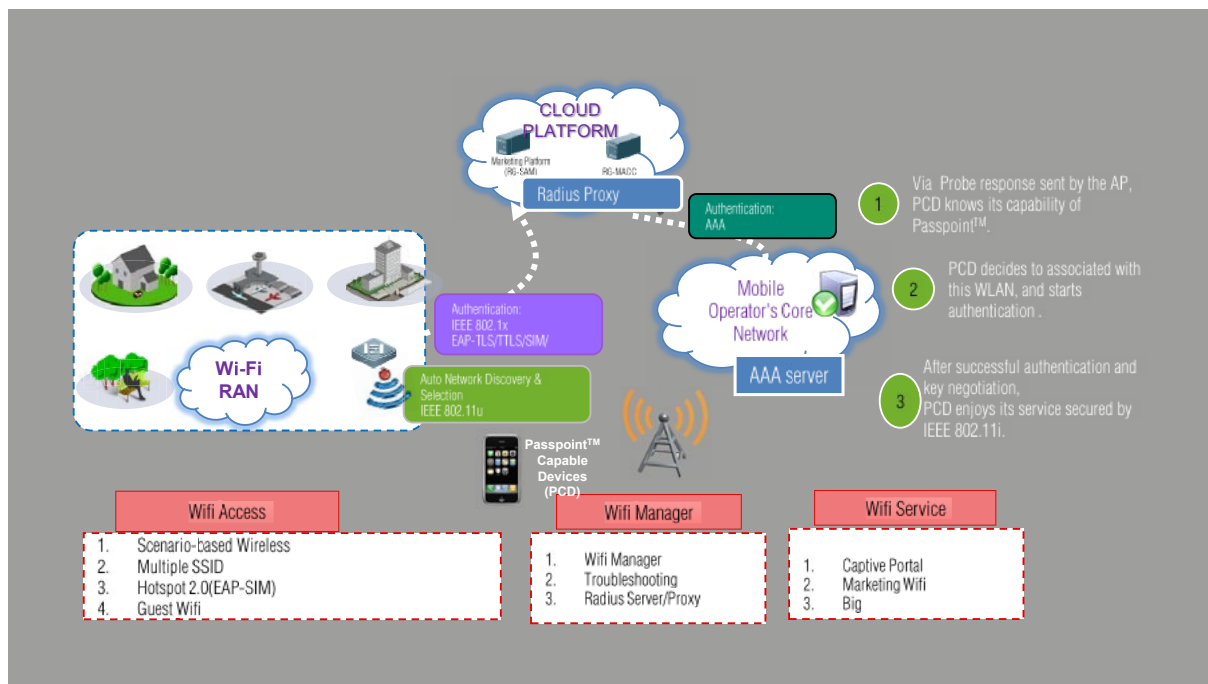 CLOUD
PLATFORM
Marketing Platform
(RG-SAM)
RG-MACC
Radius Proxy
Authentication:
AAA
1
Via Probe response sent by the AP,
PCD knows its capability of
Passpoint™.
Mobile
Operator's Core
Network
AAA server
2
PCD decides to associated with
this WLAN, and starts
authentication .
3
After successful authentication and
key negotiation,
PCD enjoys its service secured by
IEEE 802.11i.
Authentication:
IEEE 802.1x
EAP-TLS/TTLS/SIM/
Wi-Fi
RAN
Auto Network Discovery &
Selection
IEEE 802.11u
Passpoint™
Capable
Devices
(PCD)
Wifi Access
1. Scenario-based Wireless
2. Multiple SSID
3. Hotspot 2.0(EAP-SIM)
4. Guest Wifi
Wifi Manager
1. Wifi Manager
2. Troubleshooting
3. Radius Server/Proxy
Wifi Service
1. Captive Portal
2. Marketing Wifi
3. Big